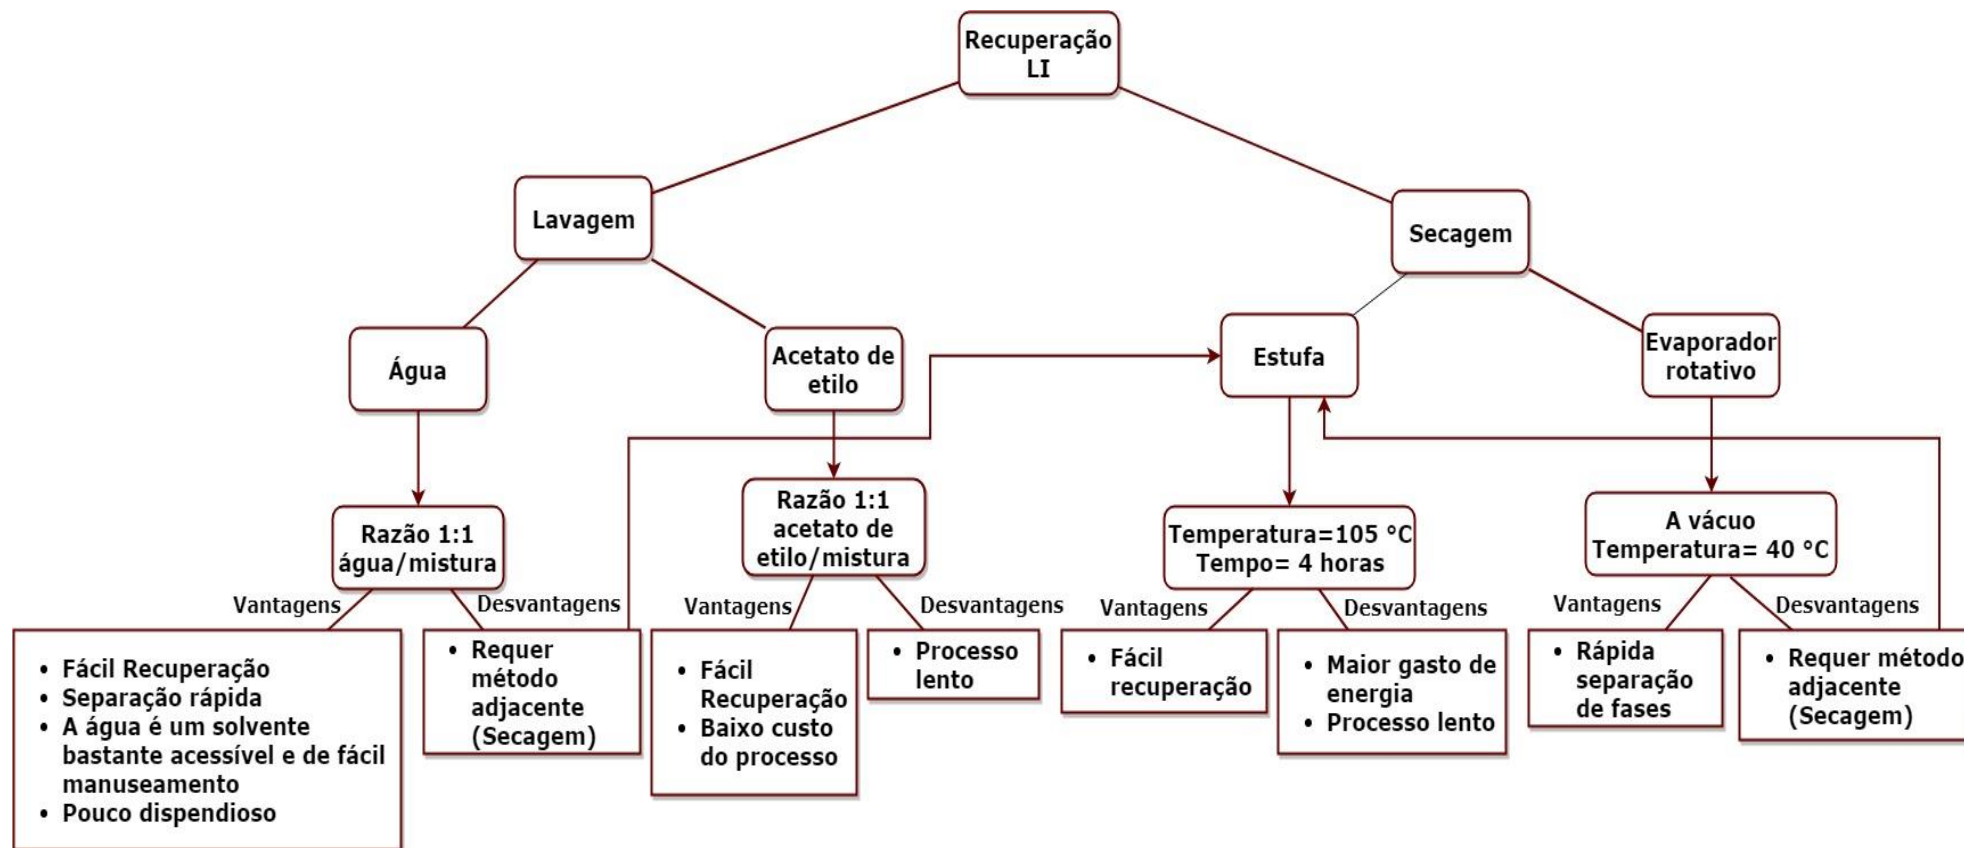 Recuperação
LI
Lavagem
Secagem
Água
Acetato de
etilo
Estufa
Evaporador
rotativo
Razão 1:1
água/mistura
Razão 1:1
acetato de
etilo/mistura
Temperatura=105 °C
Tempo= 4 horas
A vácuo
Temperatura= 40 °C
Vantagens
Desvantagens
Vantagens
Desvantagens
Vantagens
Desvantagens
Vantagens
Desvantagens
• Fácil Recuperação
• Separação rápida
• A água é um solvente
bastante acessível e de fácil
manuseamento
• Pouco dispendioso
• Requer
método
adjacente
(Secagem)
• Fácil
Recuperação
• Baixo custo
do processo
• Processo
lento
• Fácil
recuperação
• Maior gasto de
energia
• Processo lento
• Rápida
separação
de fases
• Requer método
adjacente
(Secagem)